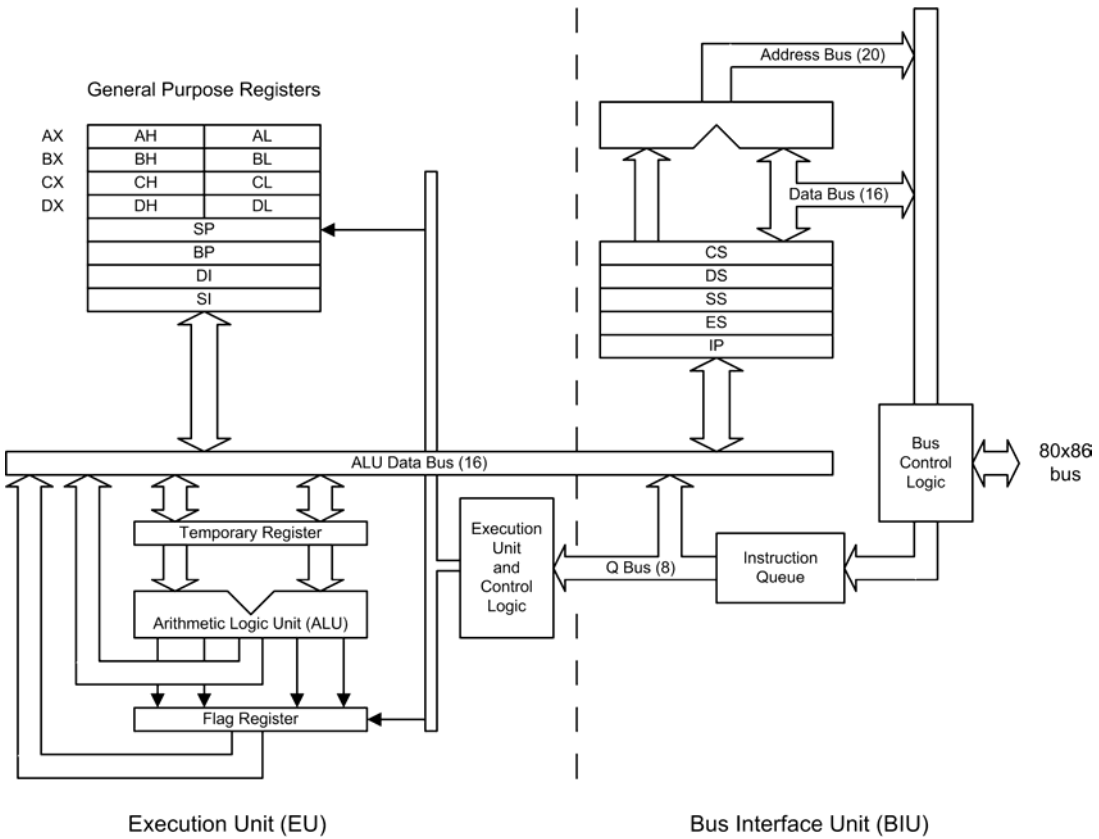 Address Bus (20)
General Purpose Registers
AX AH AL
BX BH BL
CX CH CL
DX DH DL
SP
BP
DI
SI
Data Bus (16)
CS
DS
SS
ES
IP
ALU Data Bus (16)
Bus
Control
Logic
80x86
bus
Temporary Register
Execution
Unit
and
Control
Logic
Q Bus (8)
Instruction
Queue
Arithmetic Logic Unit (ALU)
Flag Register
Execution Unit (EU)
Bus Interface Unit (BIU)